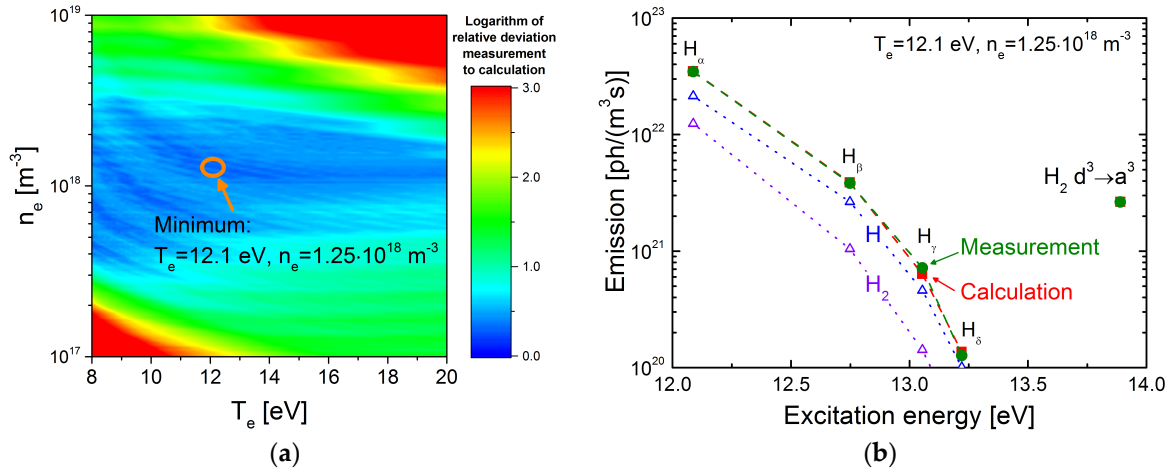 (a)
Logarithm of
relative deviation
measurement
to calculation
3.0
2.0
1.0
0.0
10^19
10^18
10^17
n_e [m^-3]
Minimum:
T_e=12.1 eV, n_e=1.25·10^18 m^-3
8 10 12 14 16 18 20
T_e [eV]
(a)
(b)
T_e=12.1 eV, n_e=1.25·10^18 m^-3
10^23
10^22
10^21
10^20
Emission [ph/(m^3s)]
H_α
H_β
H_γ
H_δ
H_2 d^3→a^3
H
H_2
Measurement
Calculation
12.0 12.5 13.0 13.5 14.0
Excitation energy [eV]
(b)